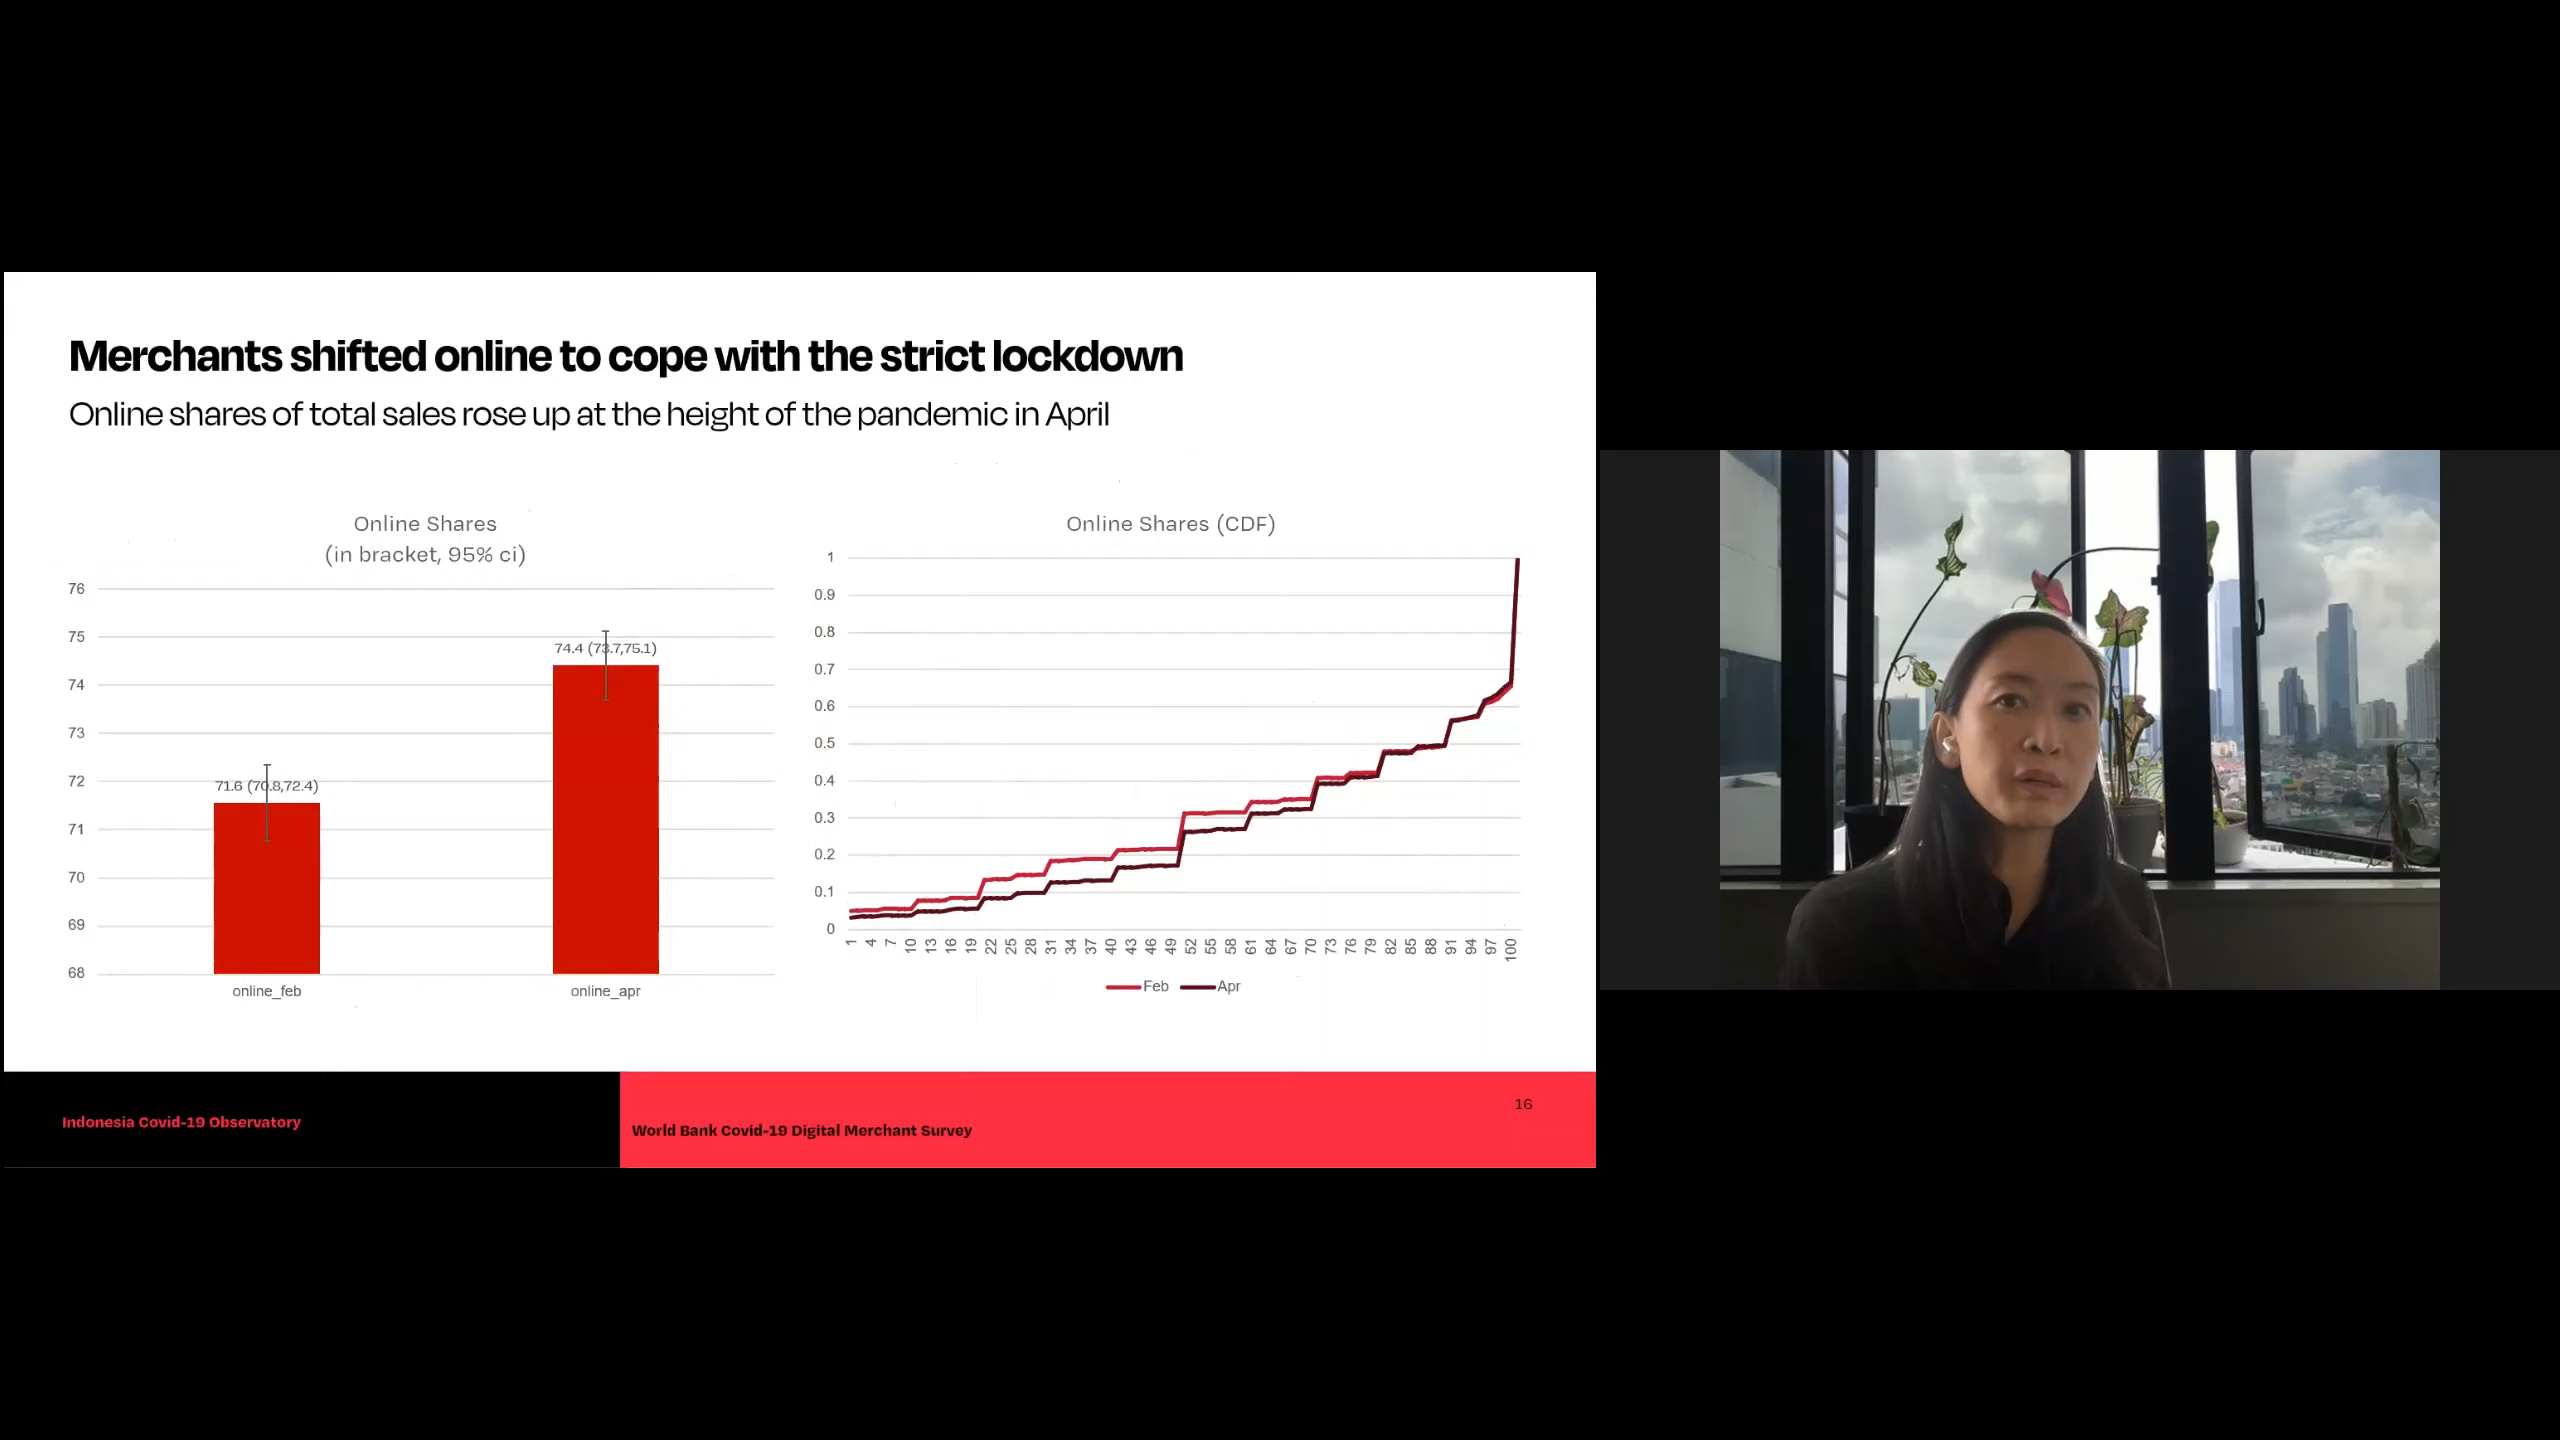 Merchants shifted online to cope with the strict lockdown
Online shares of total sales rose up at the height of the pandemic in April
Online Shares
(in bracket, 95% ci)
76
75
74
73
72
71
70
69
68
74.4 (73.7,75.1)
71.6 (70.8,72.4)
online_feb
online_apr
Online Shares (CDF)
1
0.9
0.8
0.7
0.6
0.5
0.4
0.3
0.2
0.1
0
1 4 7 10 13 16 19 22 25 28 31 34 37 40 43 46 49 52 55 58 61 64 67 70 73 76 79 82 85 88 91 94 97 100
Feb Apr
Indonesia Covid-19 Observatory
World Bank Covid-19 Digital Merchant Survey
16